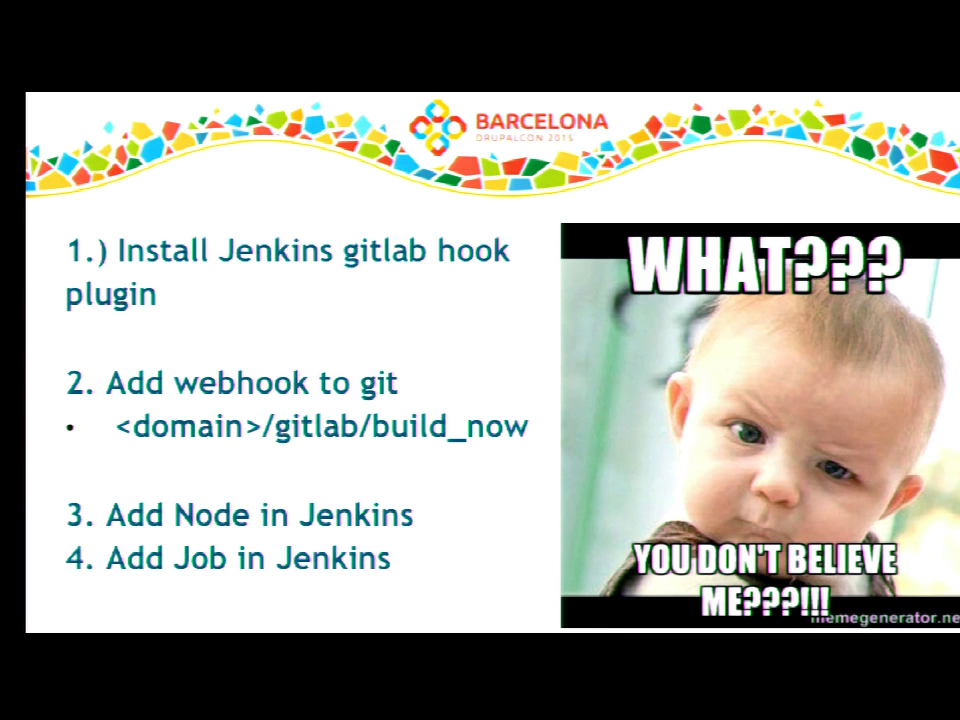 BARCELONA
DRUPALCON 2015
1.) Install Jenkins gitlab hook
plugin
2. Add webhook to git
• <domain>/gitlab/build_now
3. Add Node in Jenkins
4. Add Job in Jenkins
WHAT???
YOU DON'T BELIEVE
ME???!!!
memegenerator.ne